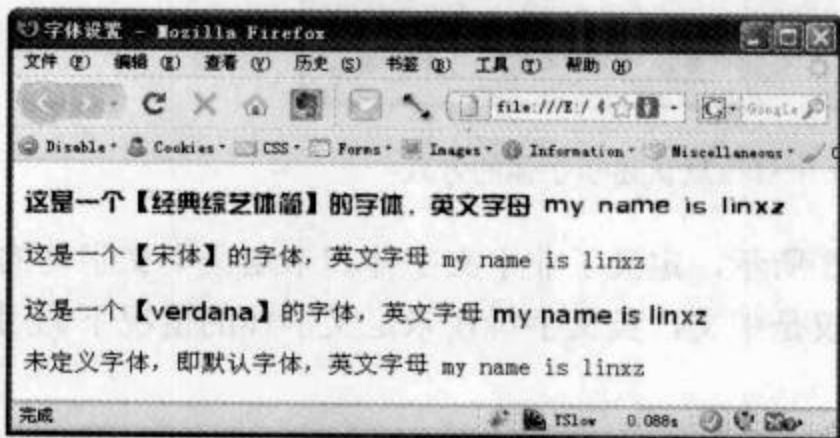 字体设置 - Mozilla Firefox
文件 (F) 编辑 (E) 查看 (V) 历史 (S) 书签 (B) 工具 (T) 帮助 (H)
file:///E:/ Google
Disable Cookies CSS Forms Images Information Miscellaneous
这是一个【经典综艺体简】的字体，英文字母 my name is linxz
这是一个【宋体】的字体，英文字母 my name is linxz
这是一个【verdana】的字体，英文字母 my name is linxz
未定义字体，即默认字体，英文字母 my name is linxz
完成 YSlow 0.088s